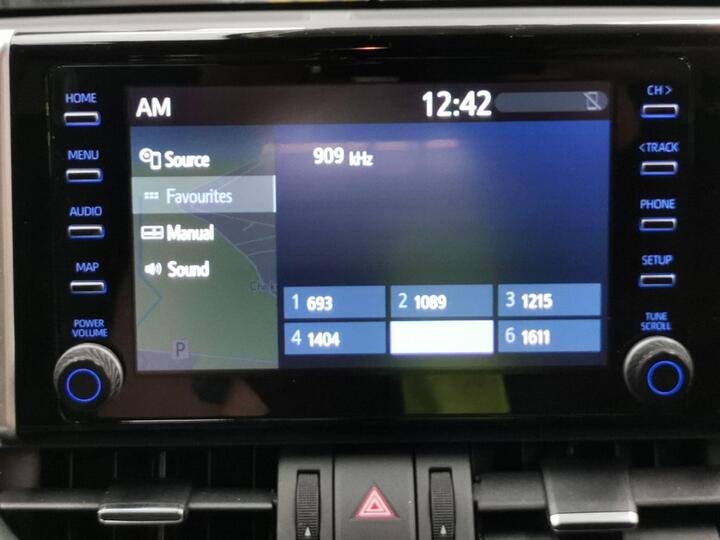 HOME
MENU
AUDIO
MAP
POWER
VOLUME
AM
12:42
Source
Favourites
Manual
Sound
P
909 kHz
1 693
2 1089
3 1215
4 1404
6 1611
CH >
< TRACK
PHONE
SETUP
TUNE
SCROLL